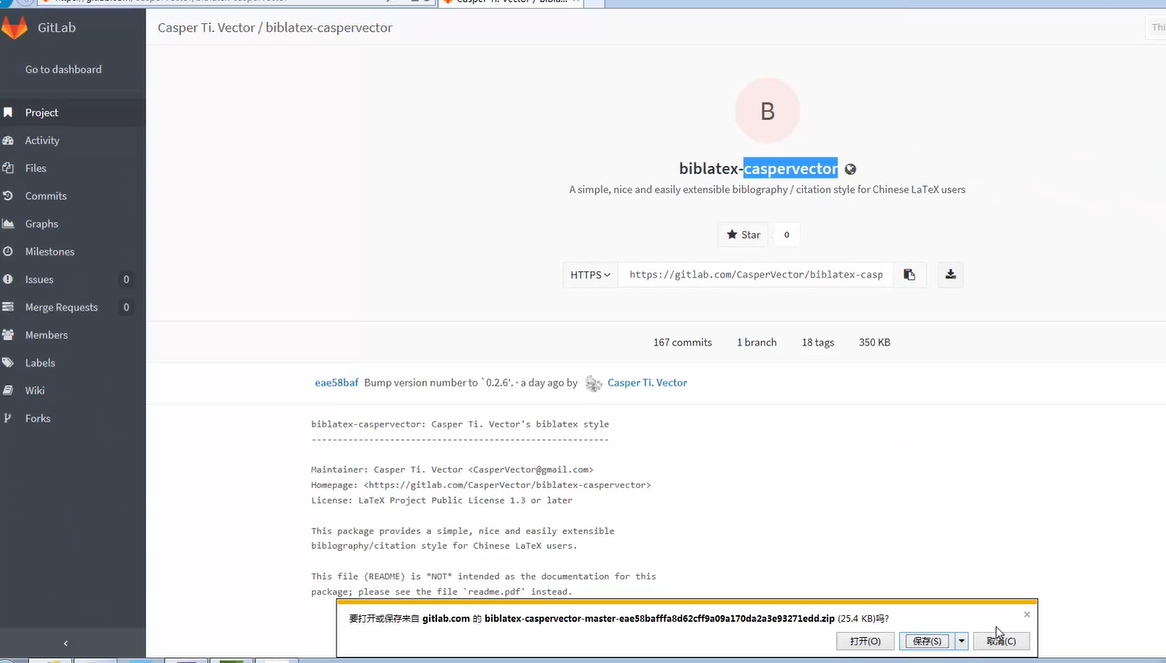 Casper Ti. Vector / bibla...
GitLab
Casper Ti. Vector / biblatex-caspervector
Thi
Go to dashboard
Project
Activity
Files
Commits
Graphs
Milestones
Issues 0
Merge Requests 0
Members
Labels
Wiki
Forks
B
biblatex-caspervector
A simple, nice and easily extensible biblography / citation style for Chinese LaTeX users
Star 0
HTTPS https://gitlab.com/CasperVector/biblatex-casp
167 commits 1 branch 18 tags 350 KB
eae58baf Bump version number to `0.2.6'. · a day ago by Casper Ti. Vector
biblatex-caspervector: Casper Ti. Vector's biblatex style
---------------------------------------------------------
Maintainer: Casper Ti. Vector <CasperVector@gmail.com>
Homepage: <https://gitlab.com/CasperVector/biblatex-caspervector>
License: LaTeX Project Public License 1.3 or later
This package provides a simple, nice and easily extensible
biblography/citation style for Chinese LaTeX users.
This file (README) is *NOT* intended as the documentation for this
package; please see the file `readme.pdf' instead.
要打开或保存来自 gitlab.com 的 biblatex-caspervector-master-eae58bafffa8d62cff9a09a170da2a3e93271edd.zip (25.4 KB)吗?
打开(O) 保存(S) 取消(C)